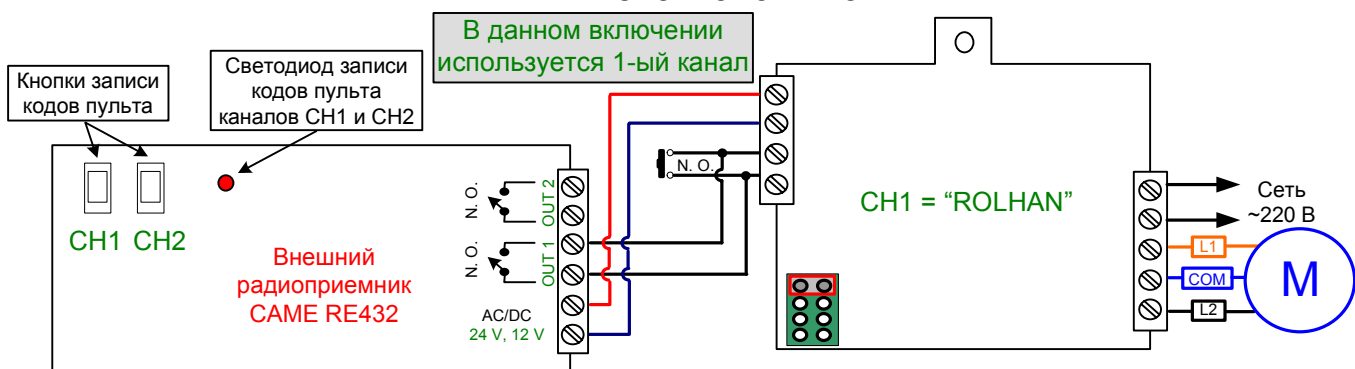 В данном включении
используется 1-ый канал
Кнопки записи
кодов пульта
Светодиод записи
кодов пульта
каналов CH1 и CH2
CH1
CH2
Внешний
радиоприемник
CAME RE432
N. O.
OUT 2
N. O.
OUT 1
AC/DC
24 V, 12 V
N. O.
CH1 = “ROLHAN”
Сеть
~220 В
L1
COM
L2
M